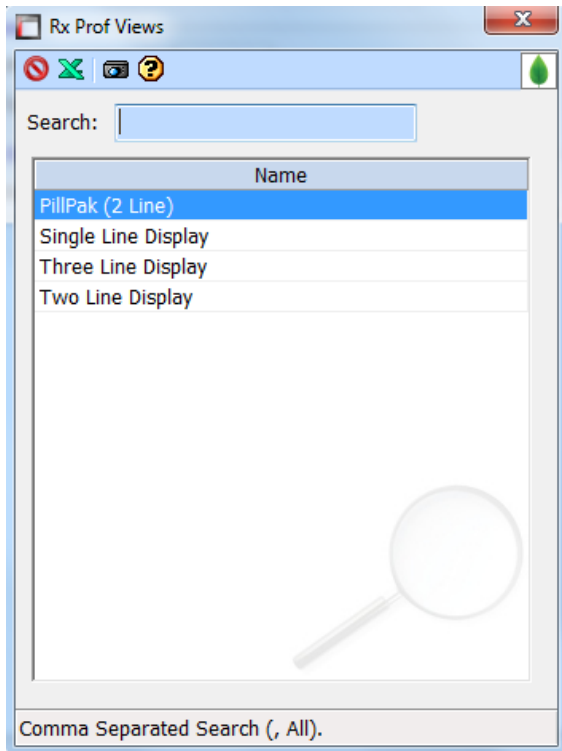 Rx Prof Views
Search:
Name
PillPak (2 Line)
Single Line Display
Three Line Display
Two Line Display
Comma Separated Search (, All).